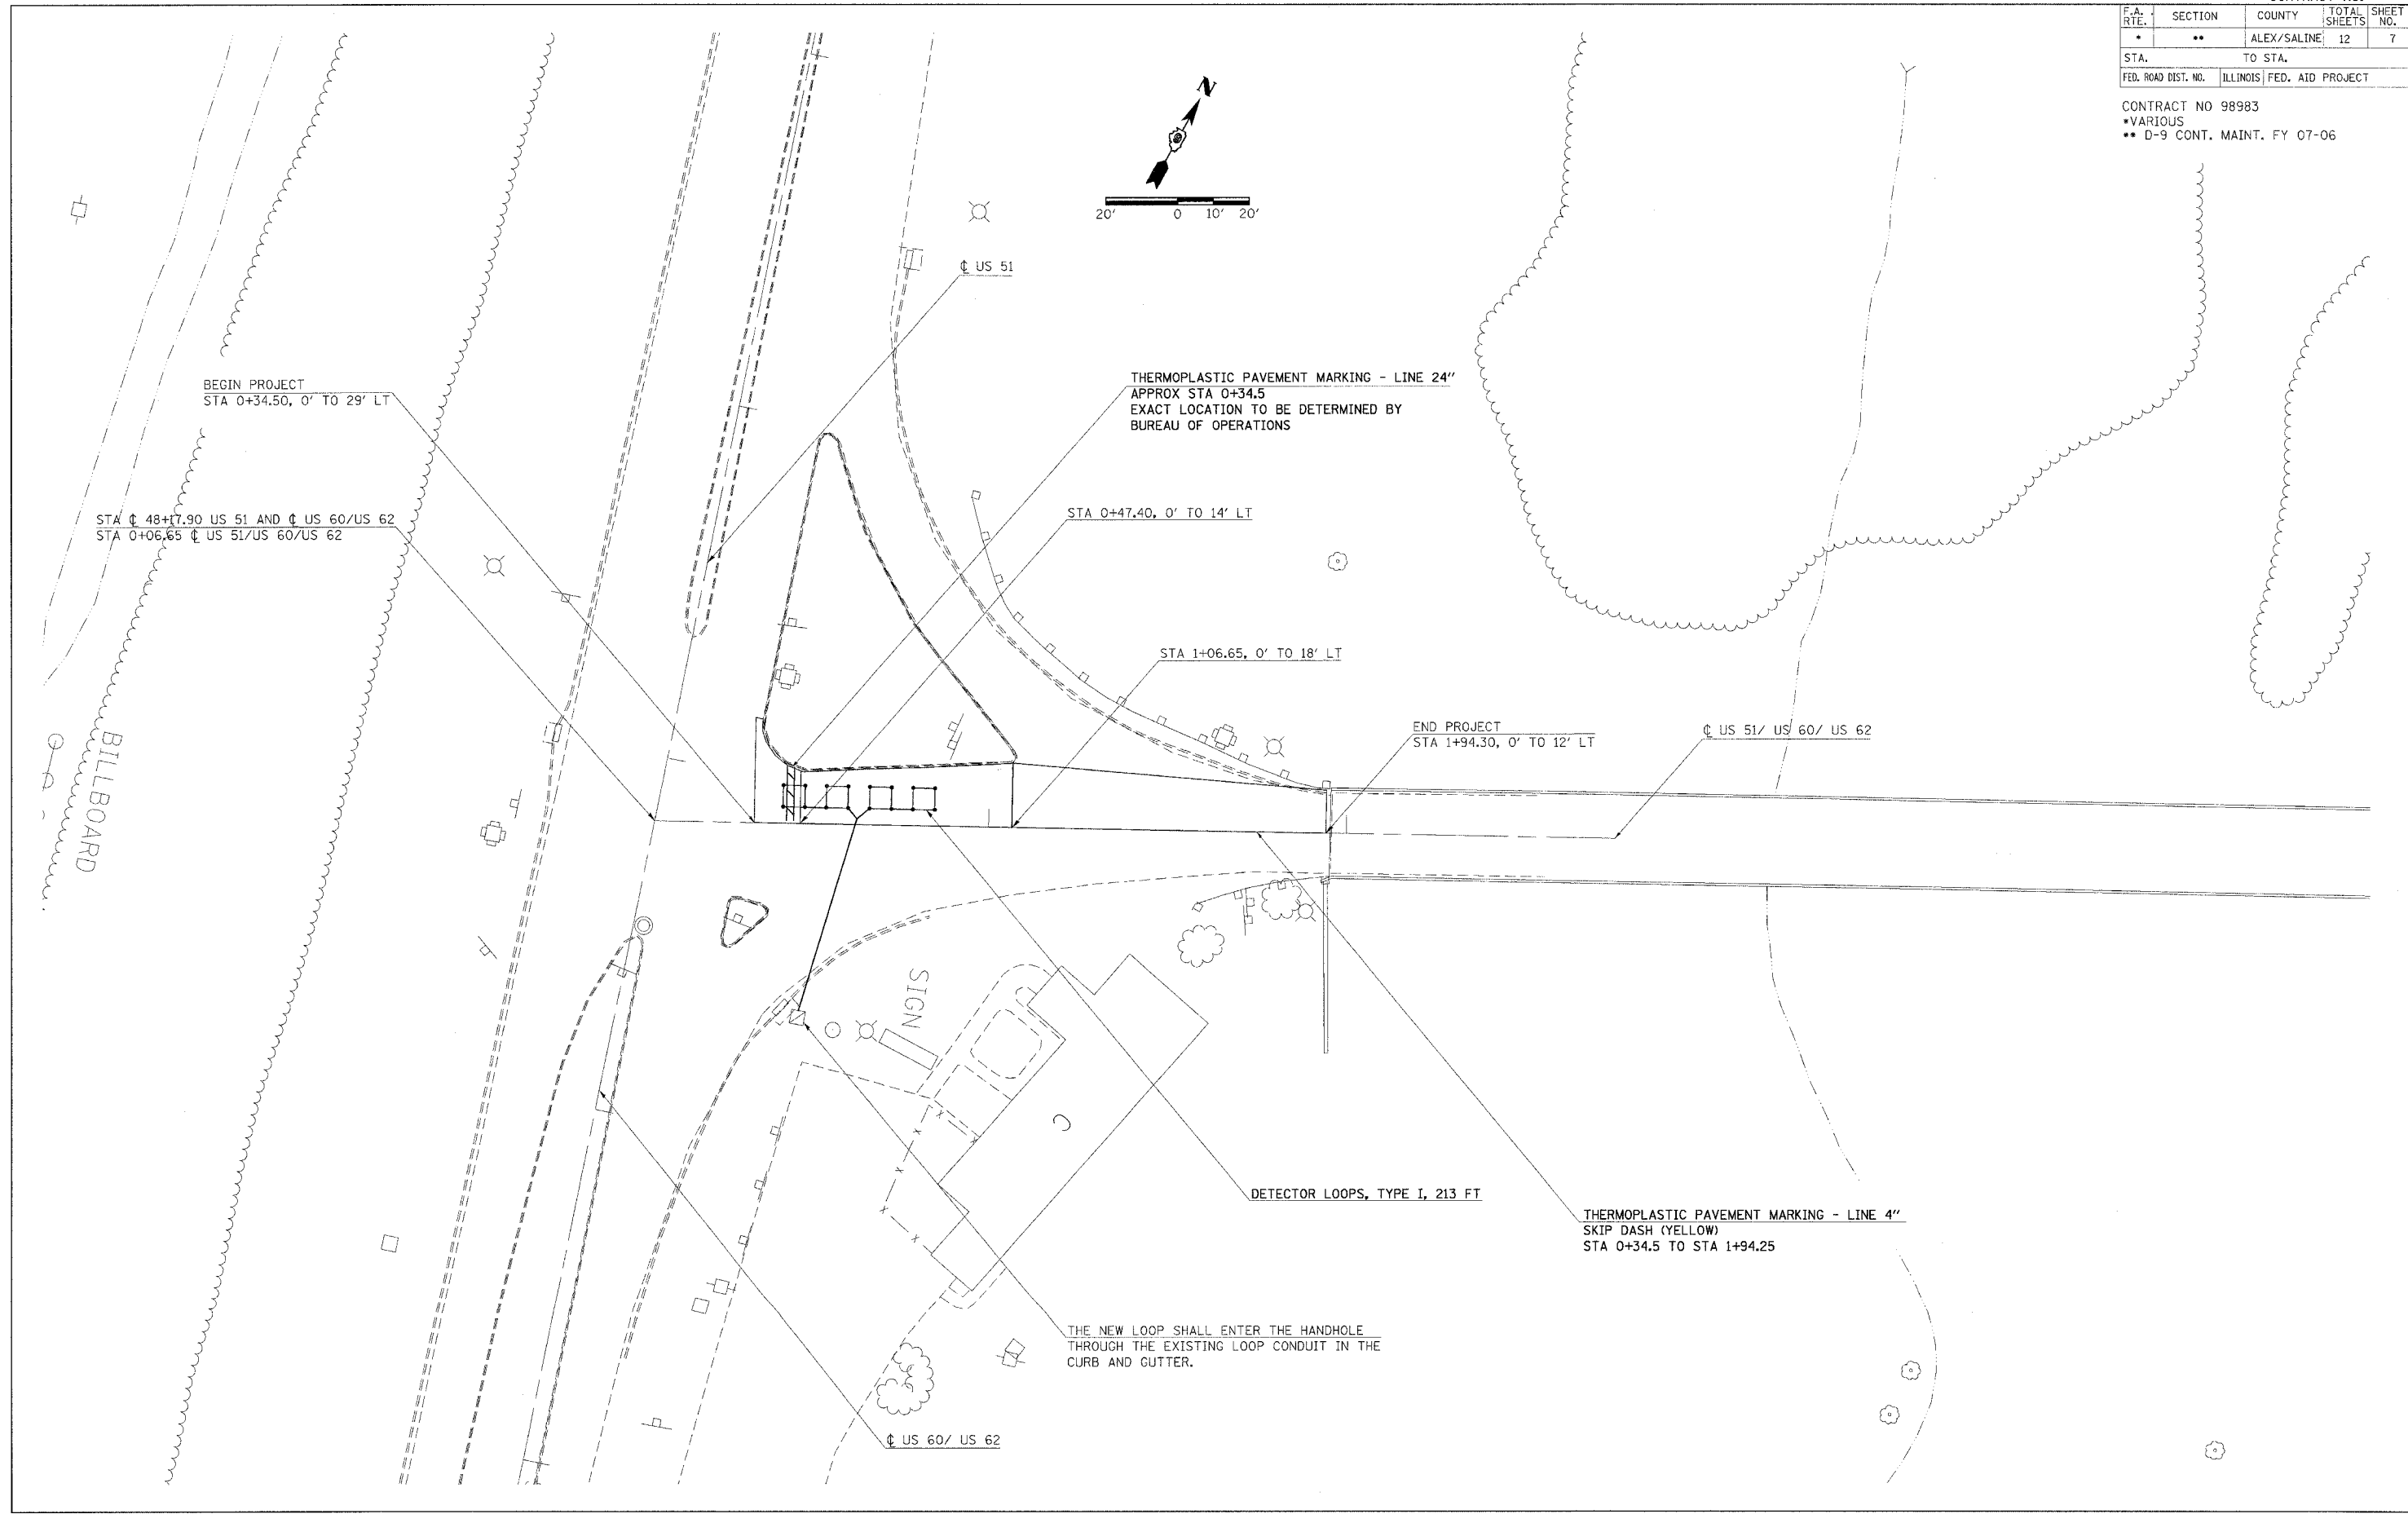 F.A. RTE. SECTION COUNTY TOTAL SHEETS SHEET NO.
* ** ALEX/SALINE 12 7
STA. TO STA.
FED. ROAD DIST. NO. ILLINOIS FED. AID PROJECT
CONTRACT NO 98983
*VARIOUS
** D-9 CONT. MAINT. FY 07-06
N
20' 0 10' 20'
℄ US 51
BEGIN PROJECT
STA 0+34.50, 0' TO 29' LT
THERMOPLASTIC PAVEMENT MARKING - LINE 24"
APPROX STA 0+34.5
EXACT LOCATION TO BE DETERMINED BY
BUREAU OF OPERATIONS
STA ℄ 48+17.90 US 51 AND ℄ US 60/US 62
STA 0+06.65 ℄ US 51/US 60/US 62
STA 0+47.40, 0' TO 14' LT
STA 1+06.65, 0' TO 18' LT
END PROJECT
STA 1+94.30, 0' TO 12' LT
℄ US 51/ US 60/ US 62
BILLBOARD
SIGN
C
DETECTOR LOOPS, TYPE I, 213 FT
THERMOPLASTIC PAVEMENT MARKING - LINE 4"
SKIP DASH (YELLOW)
STA 0+34.5 TO STA 1+94.25
THE NEW LOOP SHALL ENTER THE HANDHOLE
THROUGH THE EXISTING LOOP CONDUIT IN THE
CURB AND GUTTER.
℄ US 60/ US 62